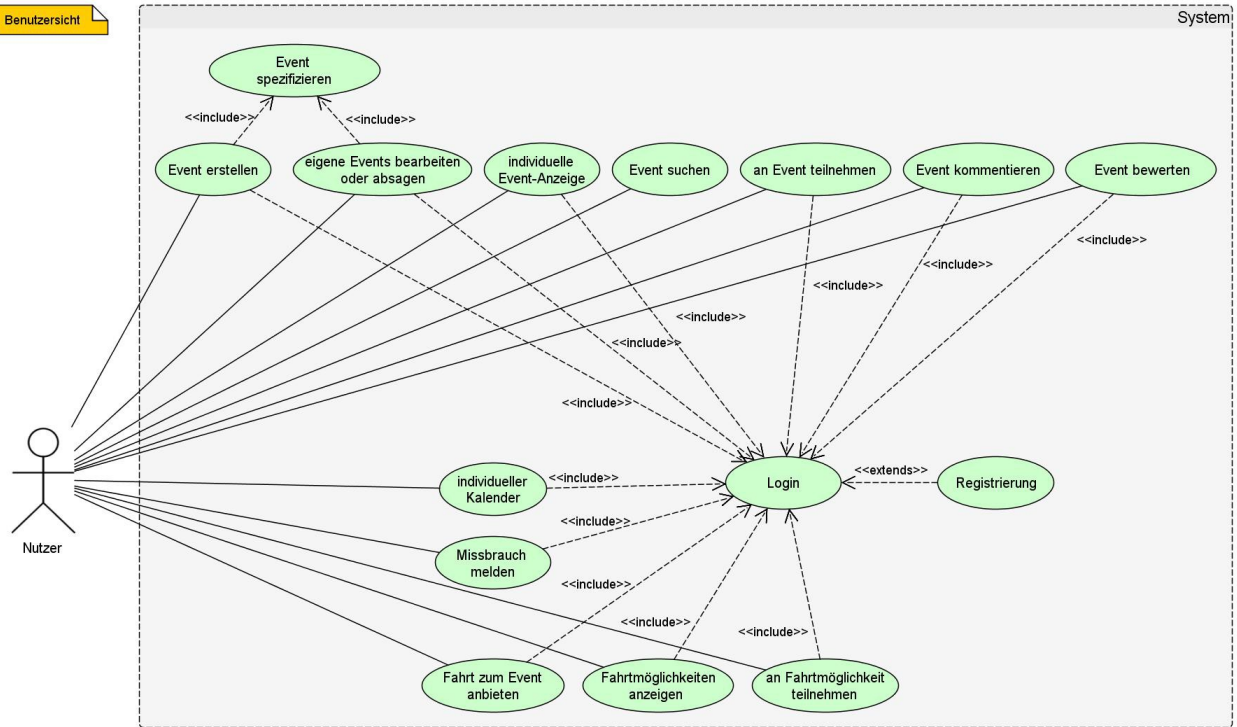 Benutzersicht
System
Event
spezifizieren
<<include>>
<<include>>
Event erstellen
eigene Events bearbeiten
oder absagen
individuelle
Event-Anzeige
Event suchen
an Event teilnehmen
Event kommentieren
Event bewerten
<<include>>
<<include>>
<<include>>
<<include>>
<<include>>
<<include>>
Nutzer
individueller
Kalender
<<include>>
Login
<<extends>>
Registrierung
<<include>>
Missbrauch
melden
<<include>>
<<include>>
<<include>>
Fahrt zum Event
anbieten
Fahrtmöglichkeiten
anzeigen
an Fahrtmöglichkeit
teilnehmen